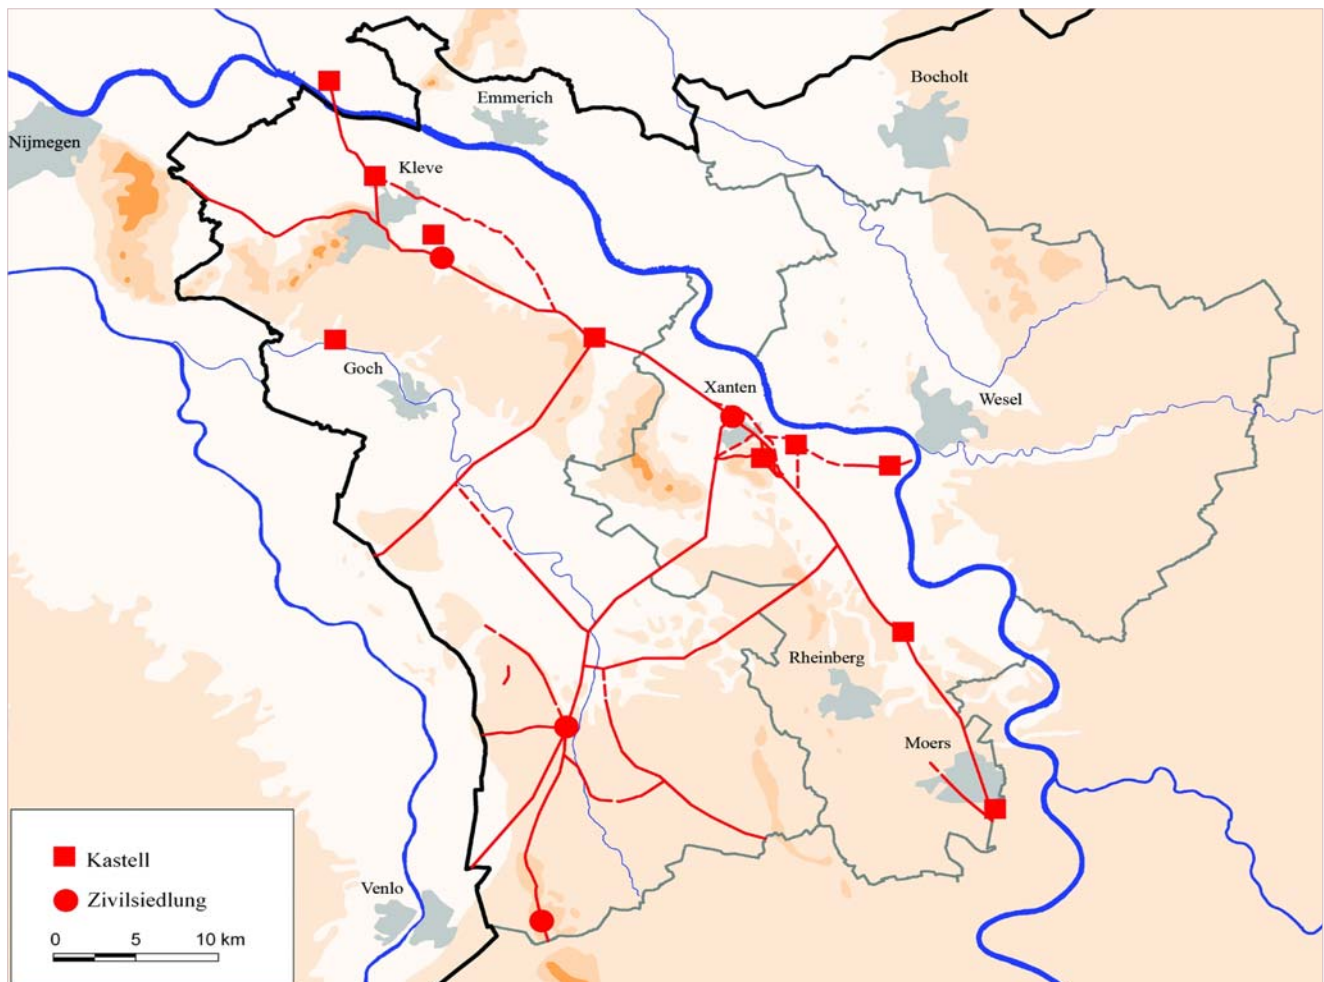 Bocholt
Emmerich
Nijmegen
Kleve
Goch
Xanten
Wesel
Rheinberg
Moers
Venlo
Kastell
Zivilsiedlung
0 5 10 km